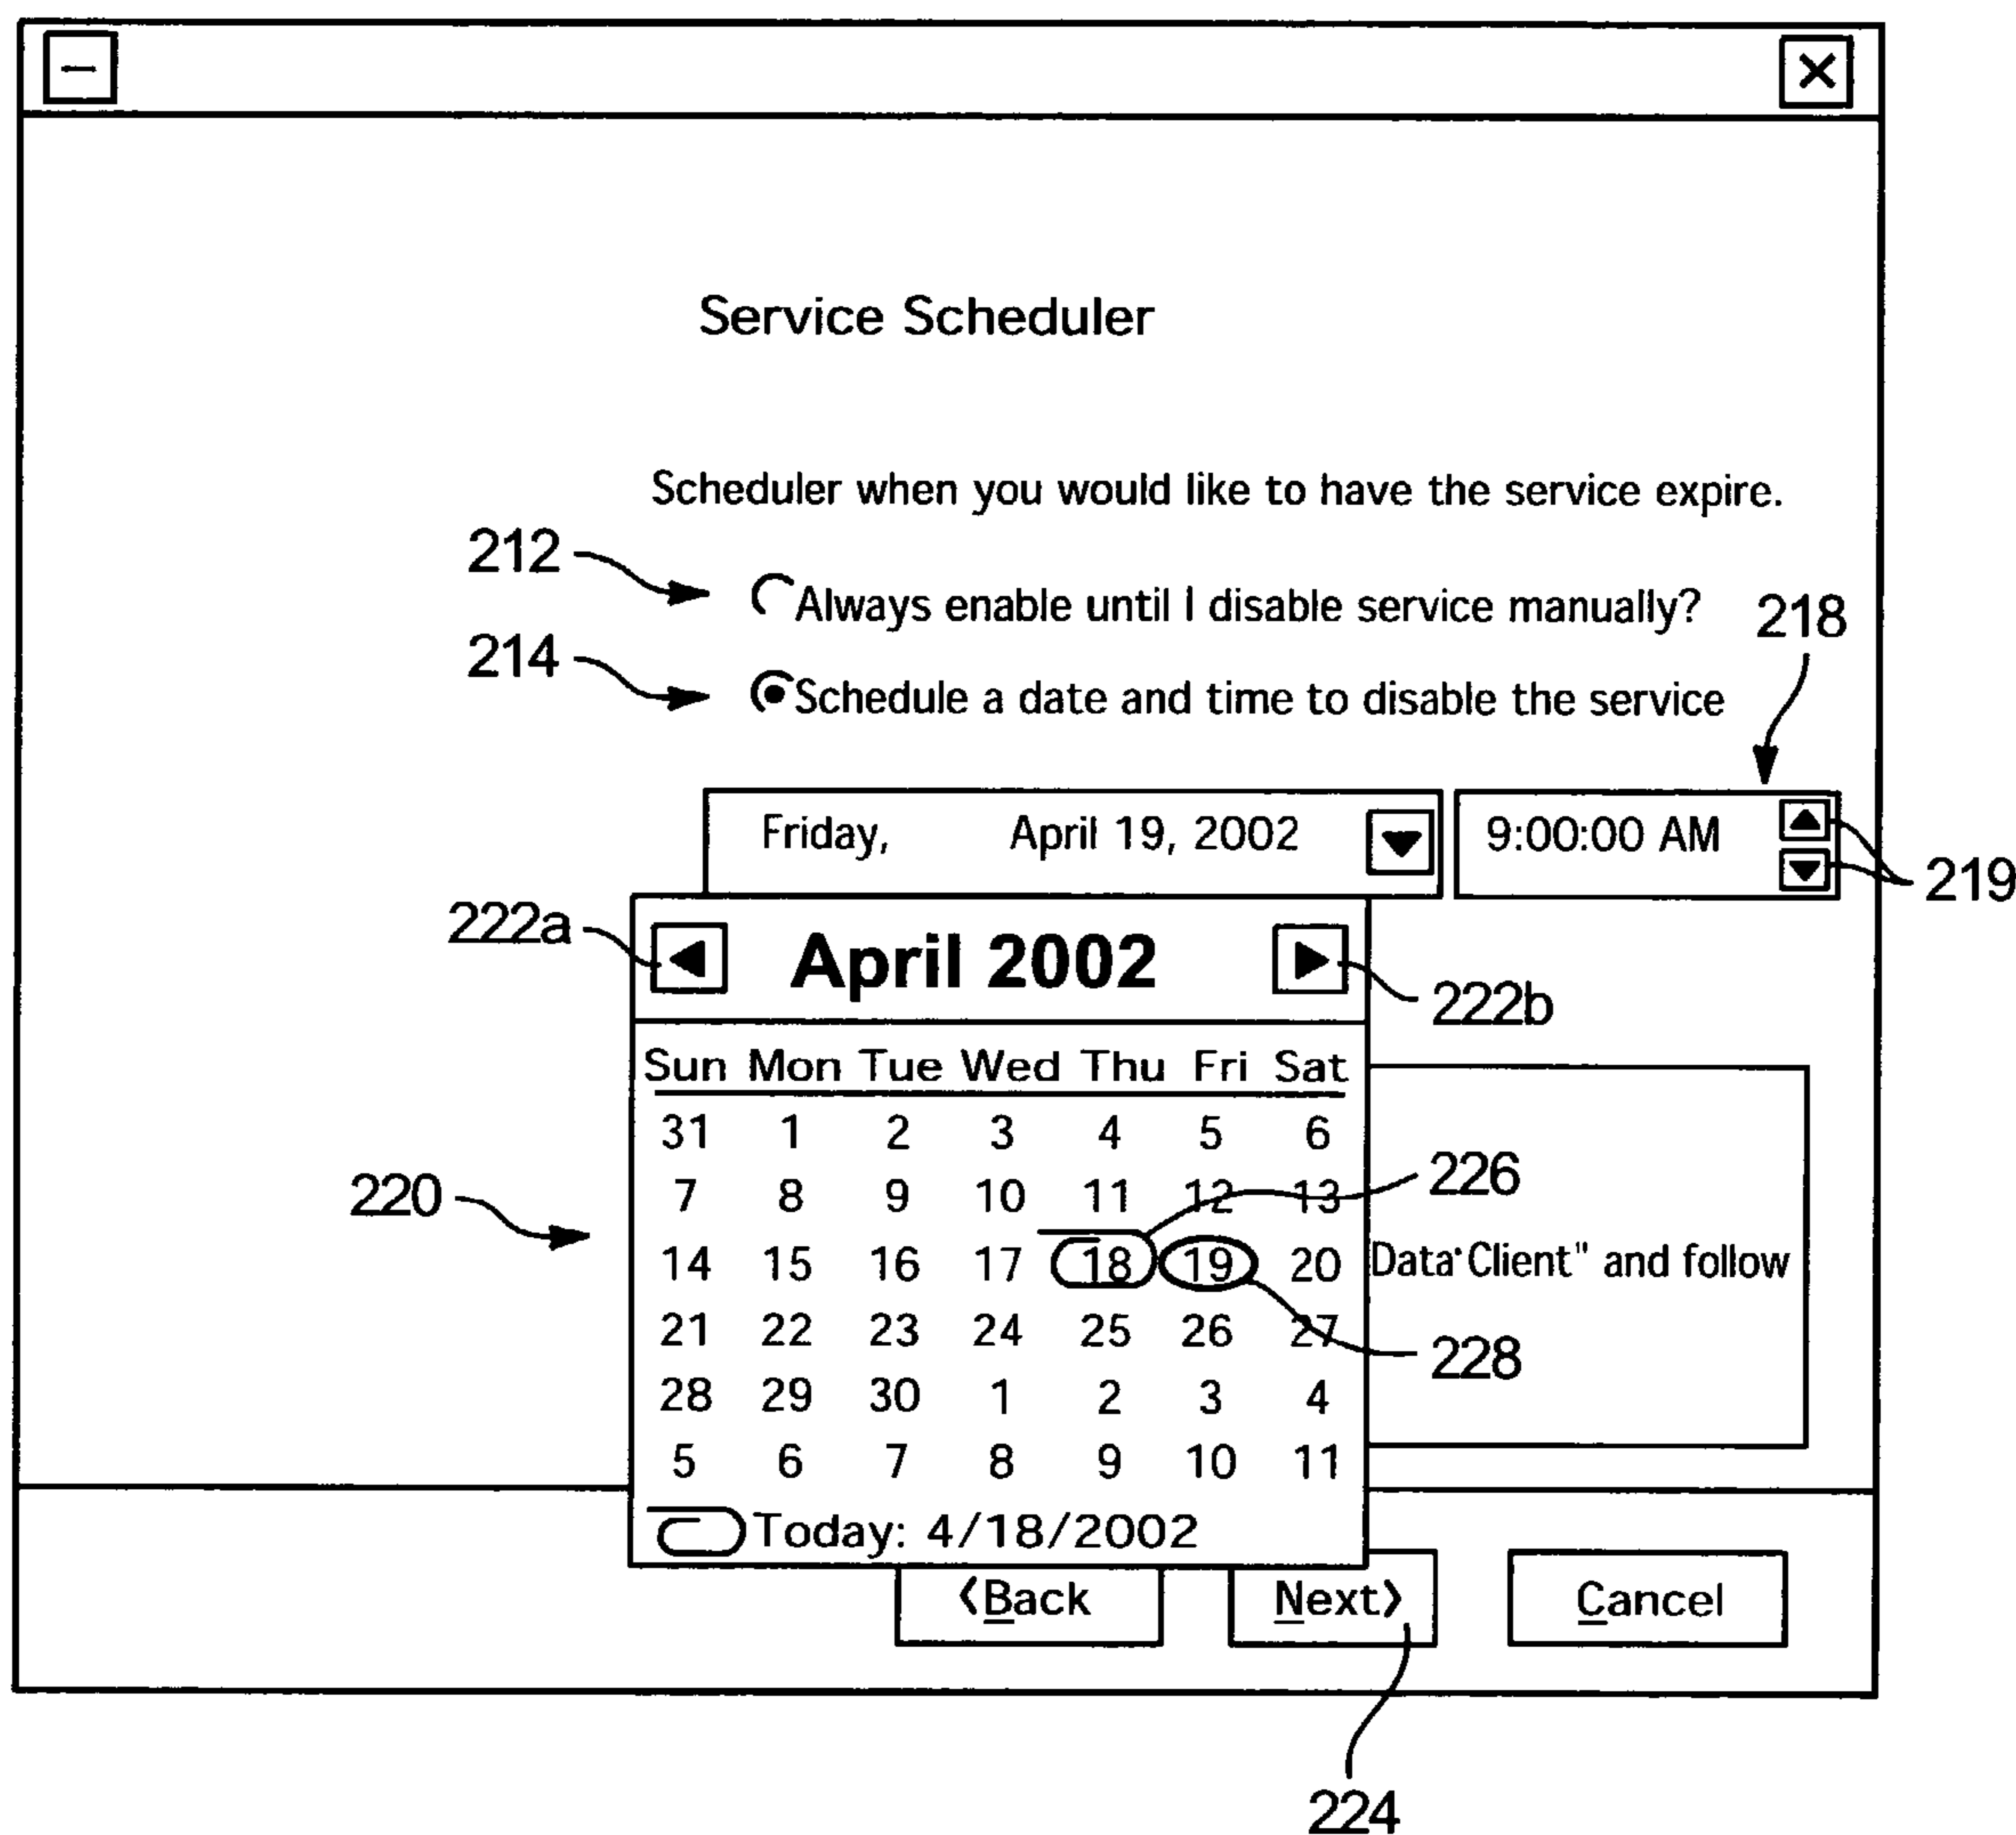 Service Scheduler
Scheduler when you would like to have the service expire.
212
Always enable until I disable service manually?
218
214
Schedule a date and time to disable the service
Friday, April 19, 2002
9:00:00 AM
219
222a
April 2002
222b
Sun Mon Tue Wed Thu Fri Sat
31 1 2 3 4 5 6
226
220
7 8 9 10 11 12 13
14 15 16 17 18 19 20
Data Client" and follow
21 22 23 24 25 26 27
228
28 29 30 1 2 3 4
5 6 7 8 9 10 11
Today: 4/18/2002
<Back
Next>
Cancel
224